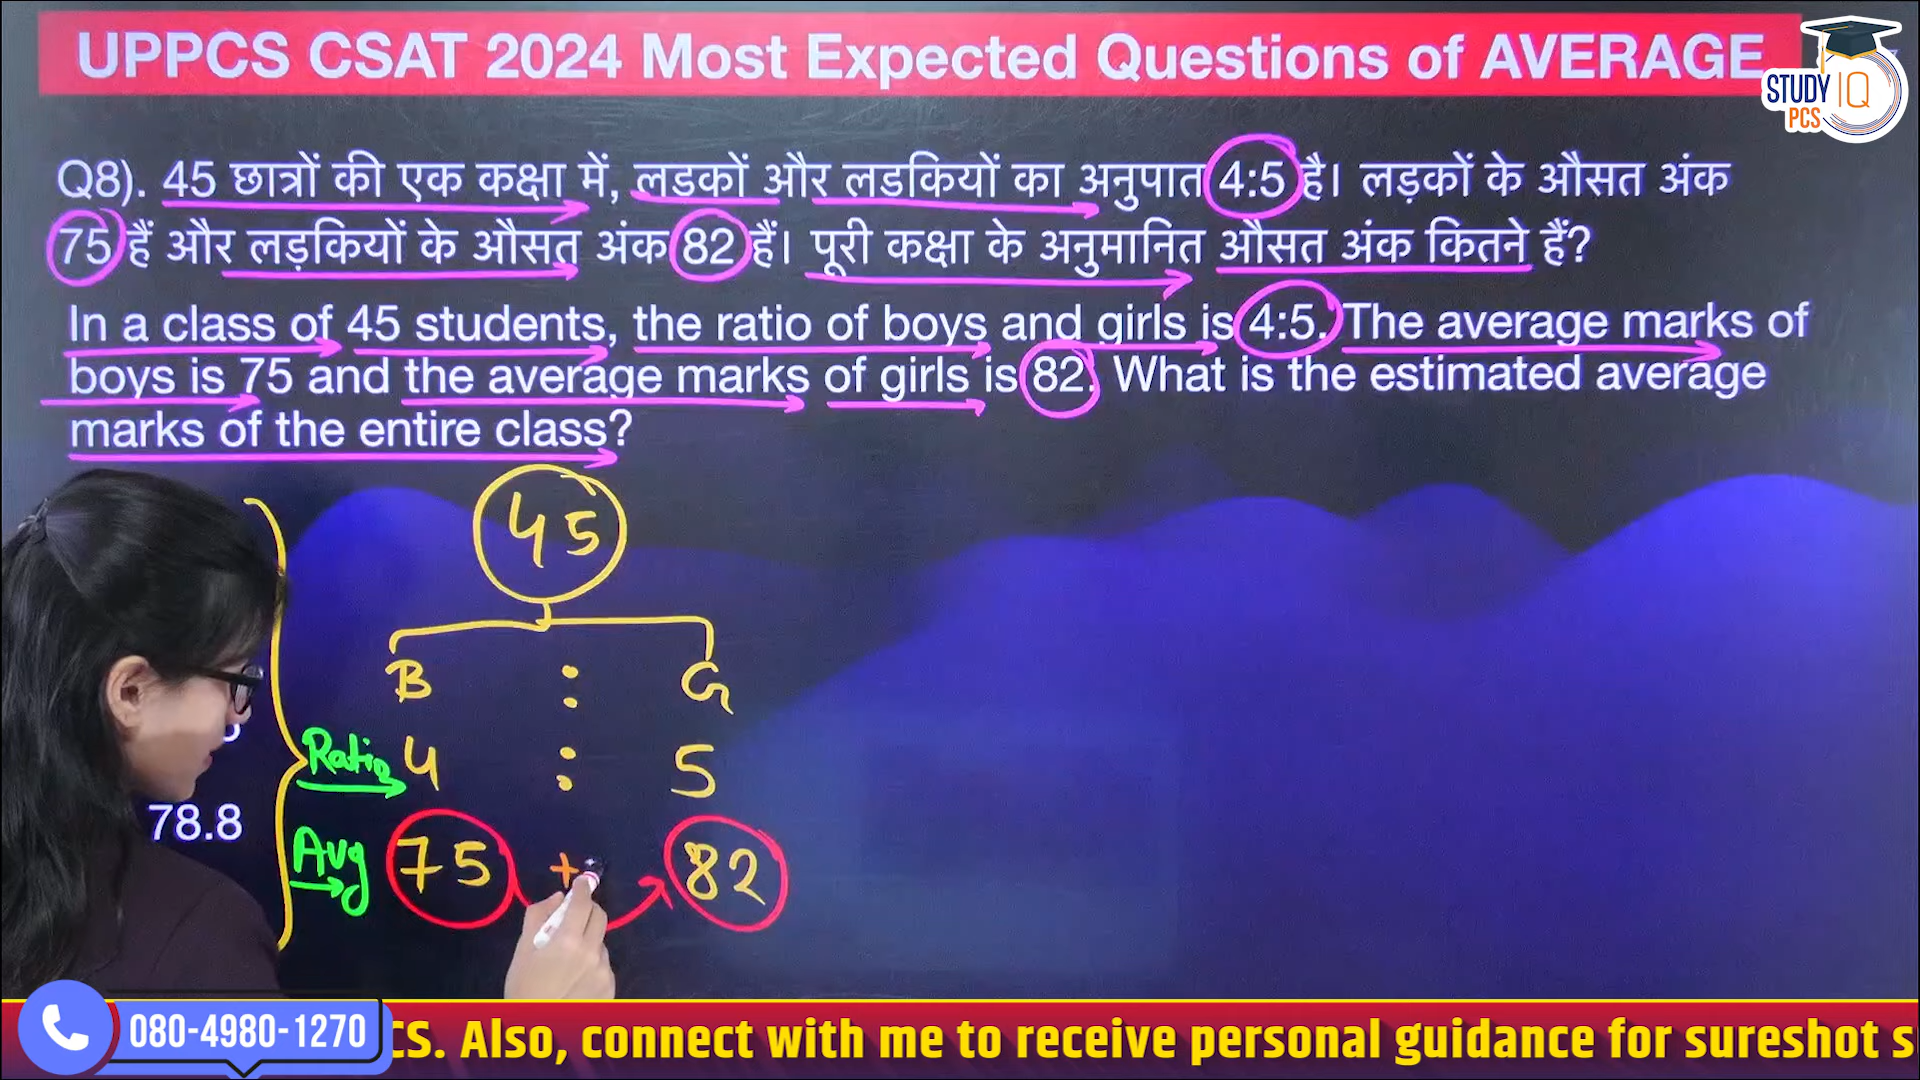 UPPCS CSAT 2024 Most Expected Questions of AVERAGE
STUDY IQ
PCS
Q8). 45 छात्रों की एक कक्षा में, लडकों और लडकियों का अनुपात 4:5 है। लड़कों के औसत अंक
75 हैं और लड़कियों के औसत अंक 82 हैं। पूरी कक्षा के अनुमानित औसत अंक कितने हैं?
In a class of 45 students, the ratio of boys and girls is 4:5. The average marks of
boys is 75 and the average marks of girls is 82. What is the estimated average
marks of the entire class?
45
B : G
Ratio 4 : 5
78.8
Avg 75 + 82
080-4980-1270
CS. Also, connect with me to receive personal guidance for sureshot s